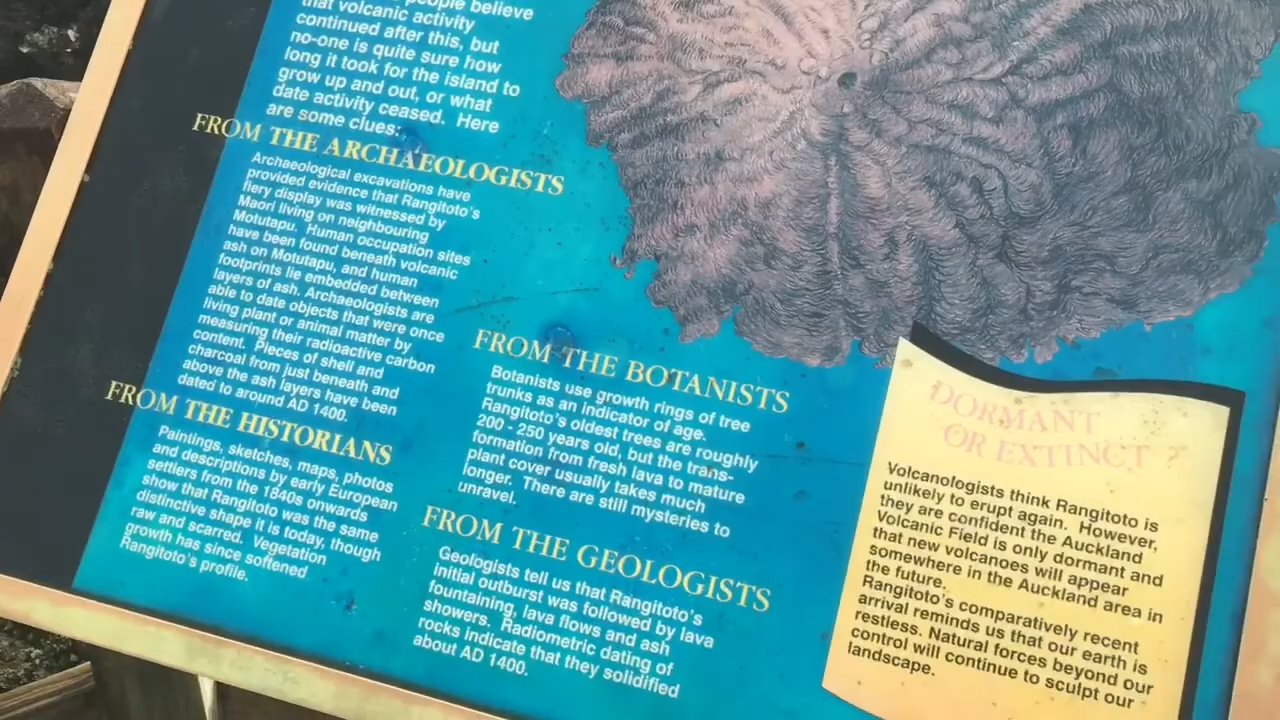 people believe
that volcanic activity
continued after this, but
no-one is quite sure how
long it took for the island to
grow up and out, or what
date activity ceased. Here
are some clues:
FROM THE ARCHAEOLOGISTS
Archaeological excavations have
provided evidence that Rangitoto's
fiery display was witnessed by
Maori living on neighbouring
Motutapu. Human occupation sites
have been found beneath volcanic
ash on Motutapu, and human
footprints lie embedded between
layers of ash. Archaeologists are
able to date objects that were once
living plant or animal matter by
measuring their radioactive carbon
content. Pieces of shell and
charcoal from just beneath and
above the ash layers have been
dated to around AD 1400.
FROM THE HISTORIANS
Paintings, sketches, maps, photos
and descriptions by early European
settlers from the 1840s onwards
show that Rangitoto was the same
distinctive shape it is today, though
raw and scarred. Vegetation
growth has since softened
Rangitoto's profile.
FROM THE BOTANISTS
Botanists use growth rings of tree
trunks as an indicator of age.
Rangitoto's oldest trees are roughly
200 - 250 years old, but the trans-
formation from fresh lava to mature
plant cover usually takes much
longer. There are still mysteries to
unravel.
FROM THE GEOLOGISTS
Geologists tell us that Rangitoto's
initial outburst was followed by lava
fountaining, lava flows and ash
showers. Radiometric dating of
rocks indicate that they solidified
about AD 1400.
DORMANT
OR EXTINCT ?
Volcanologists think Rangitoto is
unlikely to erupt again. However,
they are confident the Auckland
Volcanic Field is only dormant and
that new volcanoes will appear
somewhere in the Auckland area in
the future.
Rangitoto's comparatively recent
arrival reminds us that our earth is
restless. Natural forces beyond our
control will continue to sculpt our
landscape.